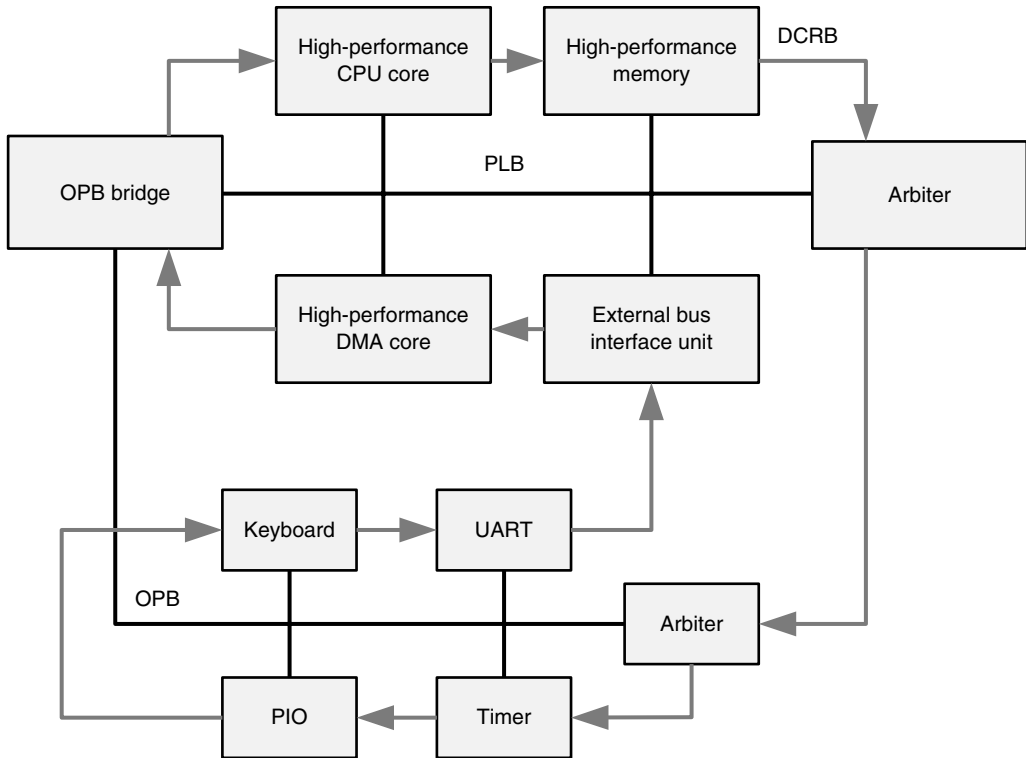 High-performance
CPU core
High-performance
memory
DCRB
OPB bridge
PLB
Arbiter
High-performance
DMA core
External bus
interface unit
Keyboard
UART
OPB
Arbiter
PIO
Timer